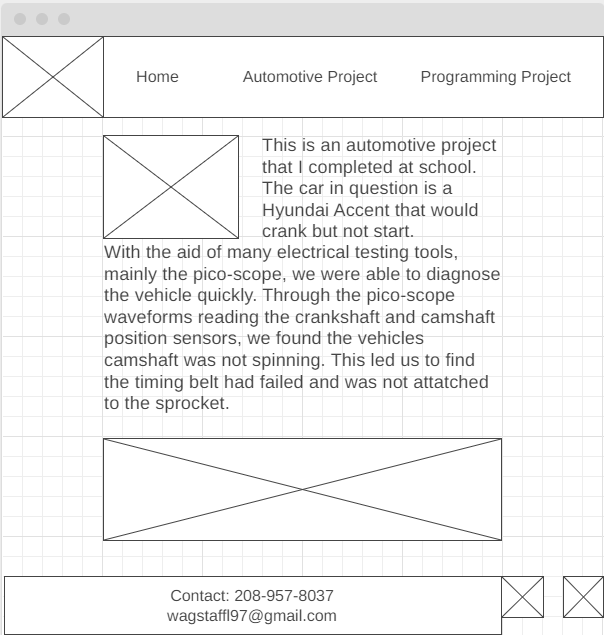 Home Automotive Project Programming Project
This is an automotive project
that I completed at school.
The car in question is a
Hyundai Accent that would
crank but not start.
With the aid of many electrical testing tools,
mainly the pico-scope, we were able to diagnose
the vehicle quickly. Through the pico-scope
waveforms reading the crankshaft and camshaft
position sensors, we found the vehicles
camshaft was not spinning. This led us to find
the timing belt had failed and was not attatched
to the sprocket.
Contact: 208-957-8037
wagstaffl97@gmail.com